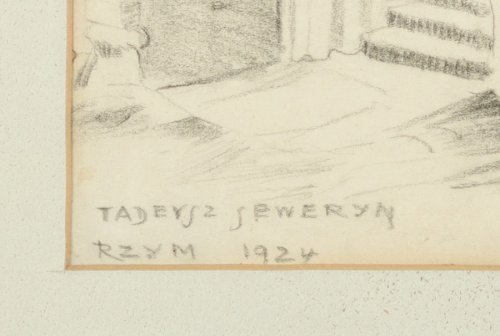 TADEUSZ SEWERYN
RZYM 1924